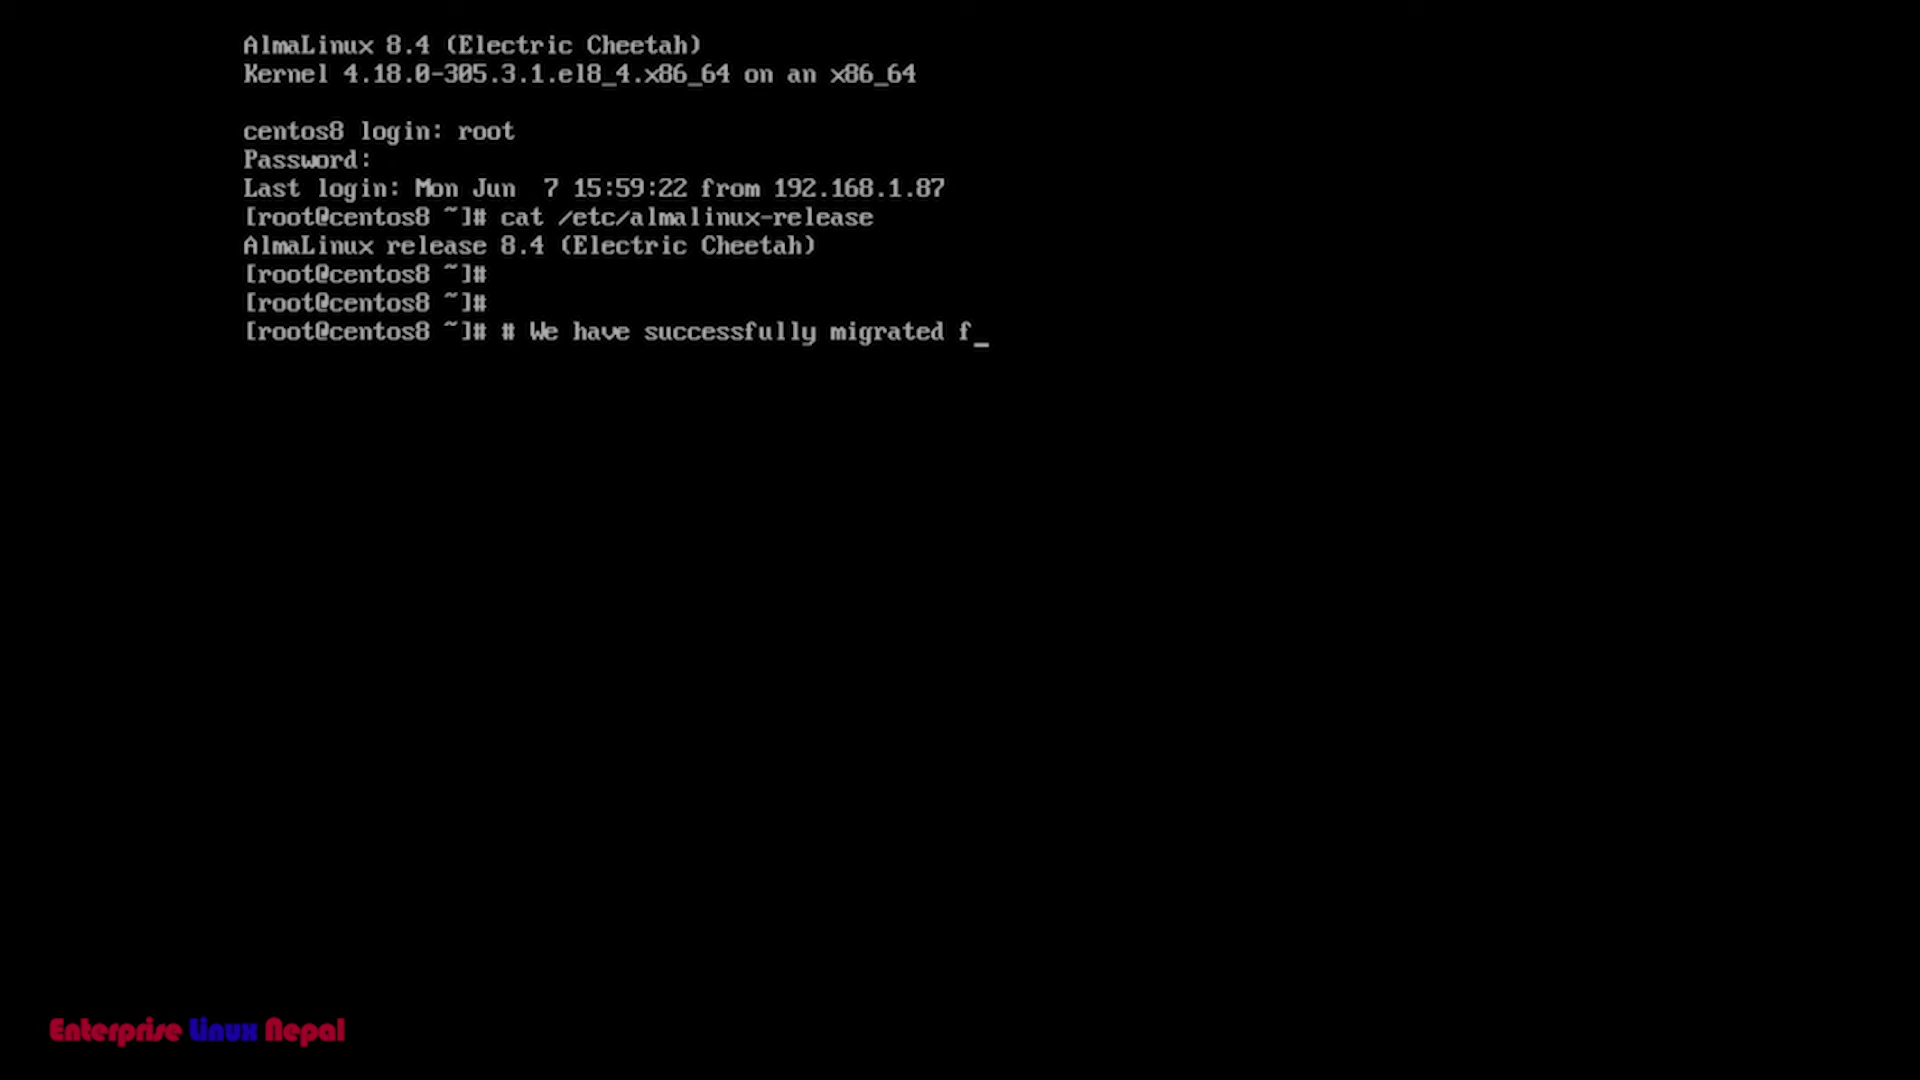 AlmaLinux 8.4 (Electric Cheetah)
Kernel 4.18.0-305.3.1.el8_4.x86_64 on an x86_64
centos8 login: root
Password:
Last login: Mon Jun  7 15:59:22 from 192.168.1.87
[root@centos8 ~]# cat /etc/almalinux-release
AlmaLinux release 8.4 (Electric Cheetah)
[root@centos8 ~]#
[root@centos8 ~]#
[root@centos8 ~]# # We have successfully migrated f_
Enterprise Linux Nepal